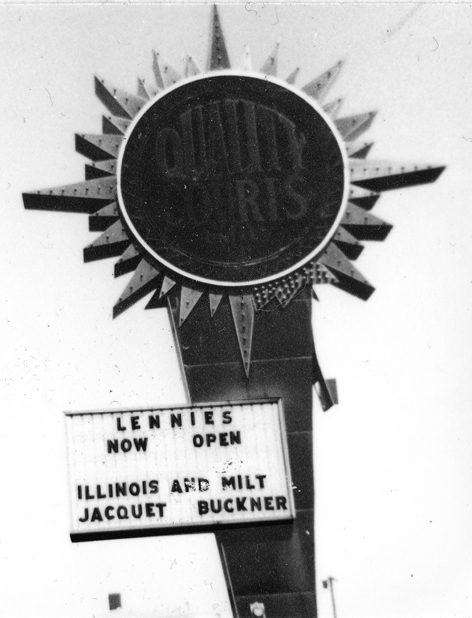 QUALITY
COURTS
LENNIES
NOW OPEN
ILLINOIS AND MILT
JACQUET BUCKNER